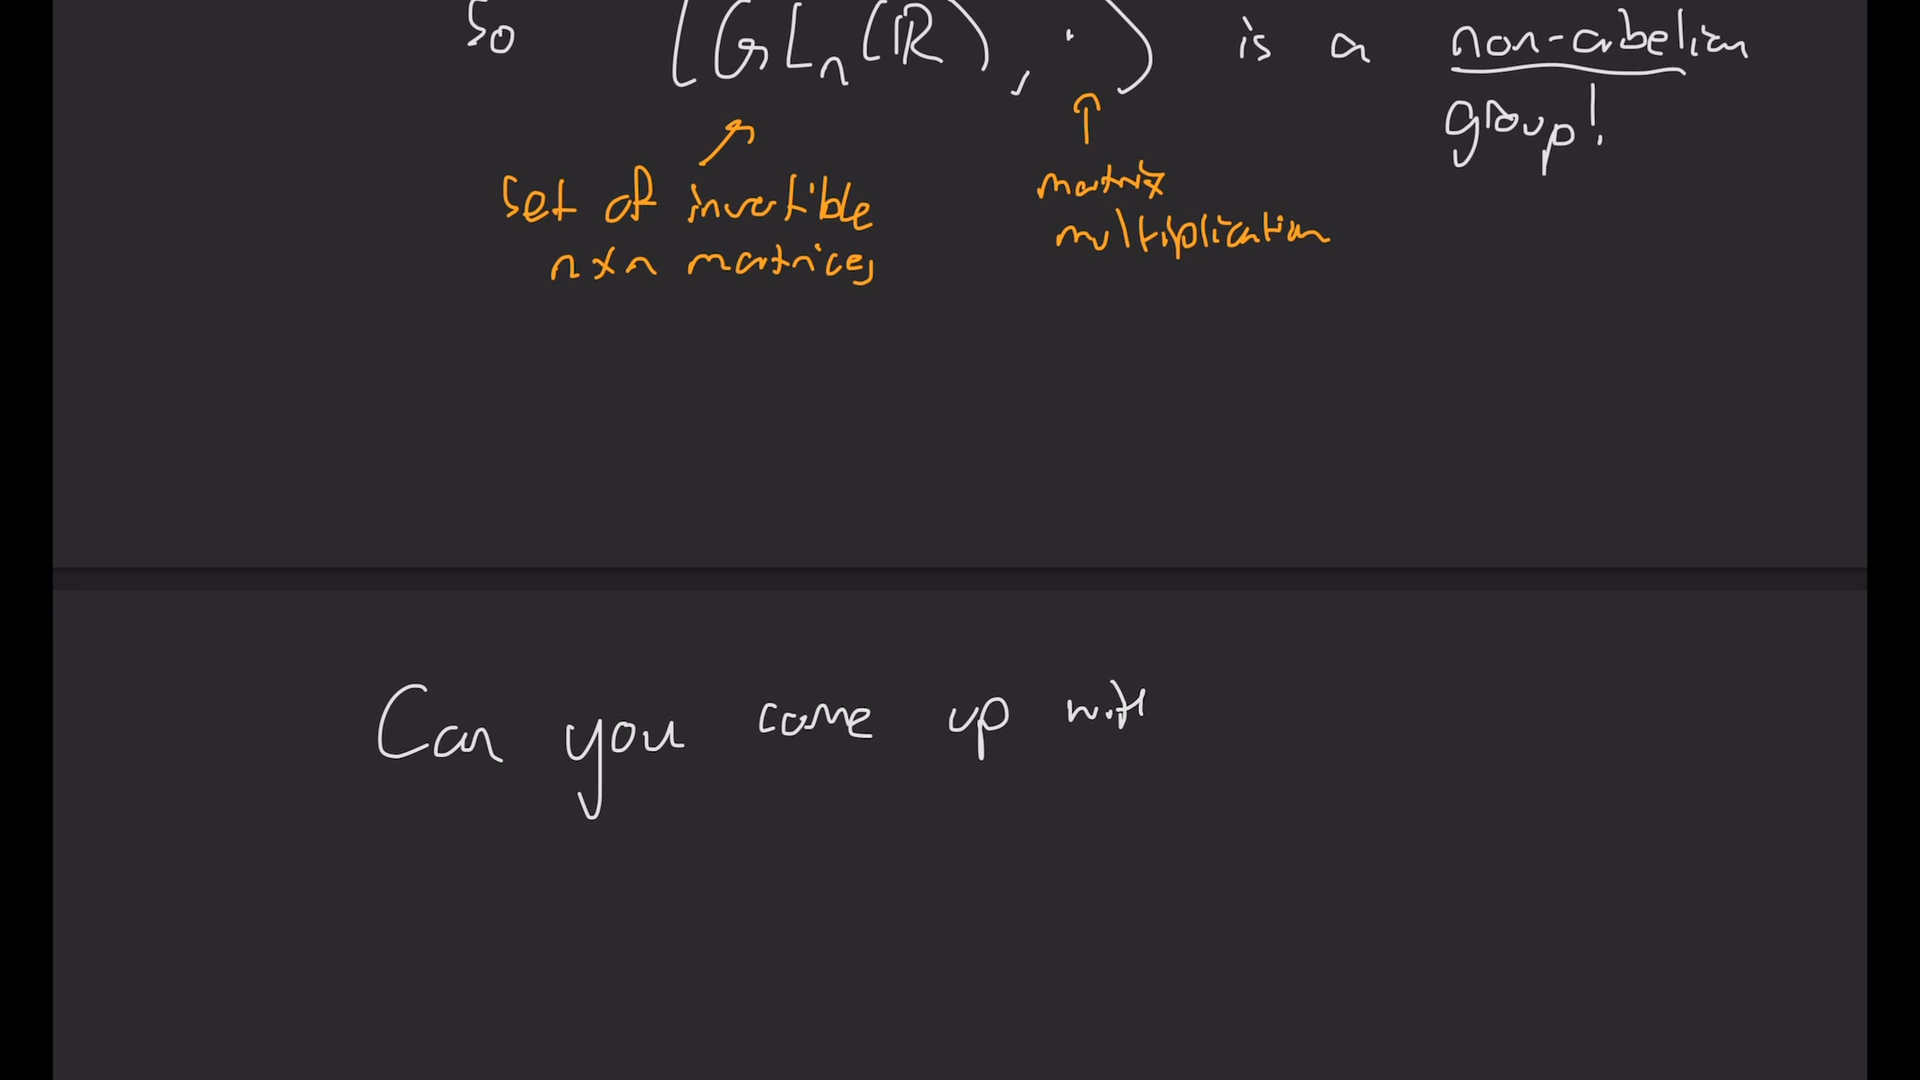 So (GLn(ℝ), ·) is a non-abelian
group!
set of invertible
n x n matrices
matrix
multiplication
Can you come up with